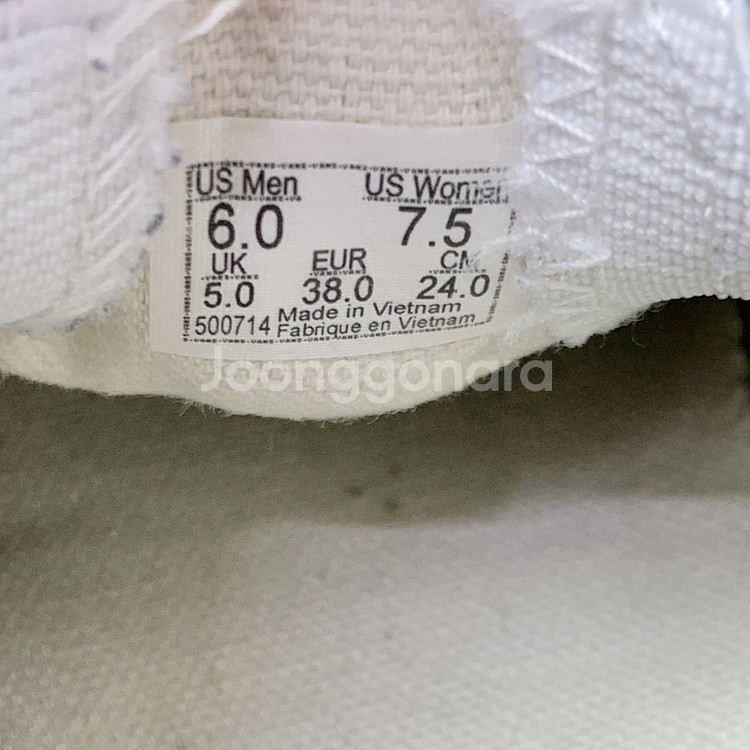 US Men US Women
6.0 7.5
UK EUR CM
5.0 38.0 24.0
500714 Made in Vietnam
Fabrique en Vietnam
Joonggonara